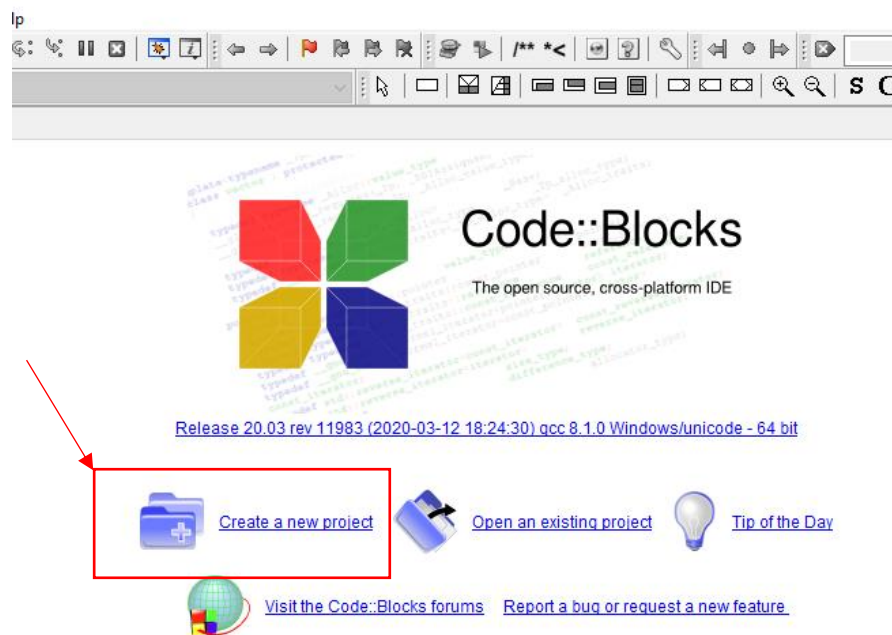 lp
/** *<
S
Code::Blocks
The open source, cross-platform IDE
Release 20.03 rev 11983 (2020-03-12 18:24:30) gcc 8.1.0 Windows/unicode - 64 bit
Create a new project Open an existing project Tip of the Day
Visit the Code::Blocks forums Report a bug or request a new feature